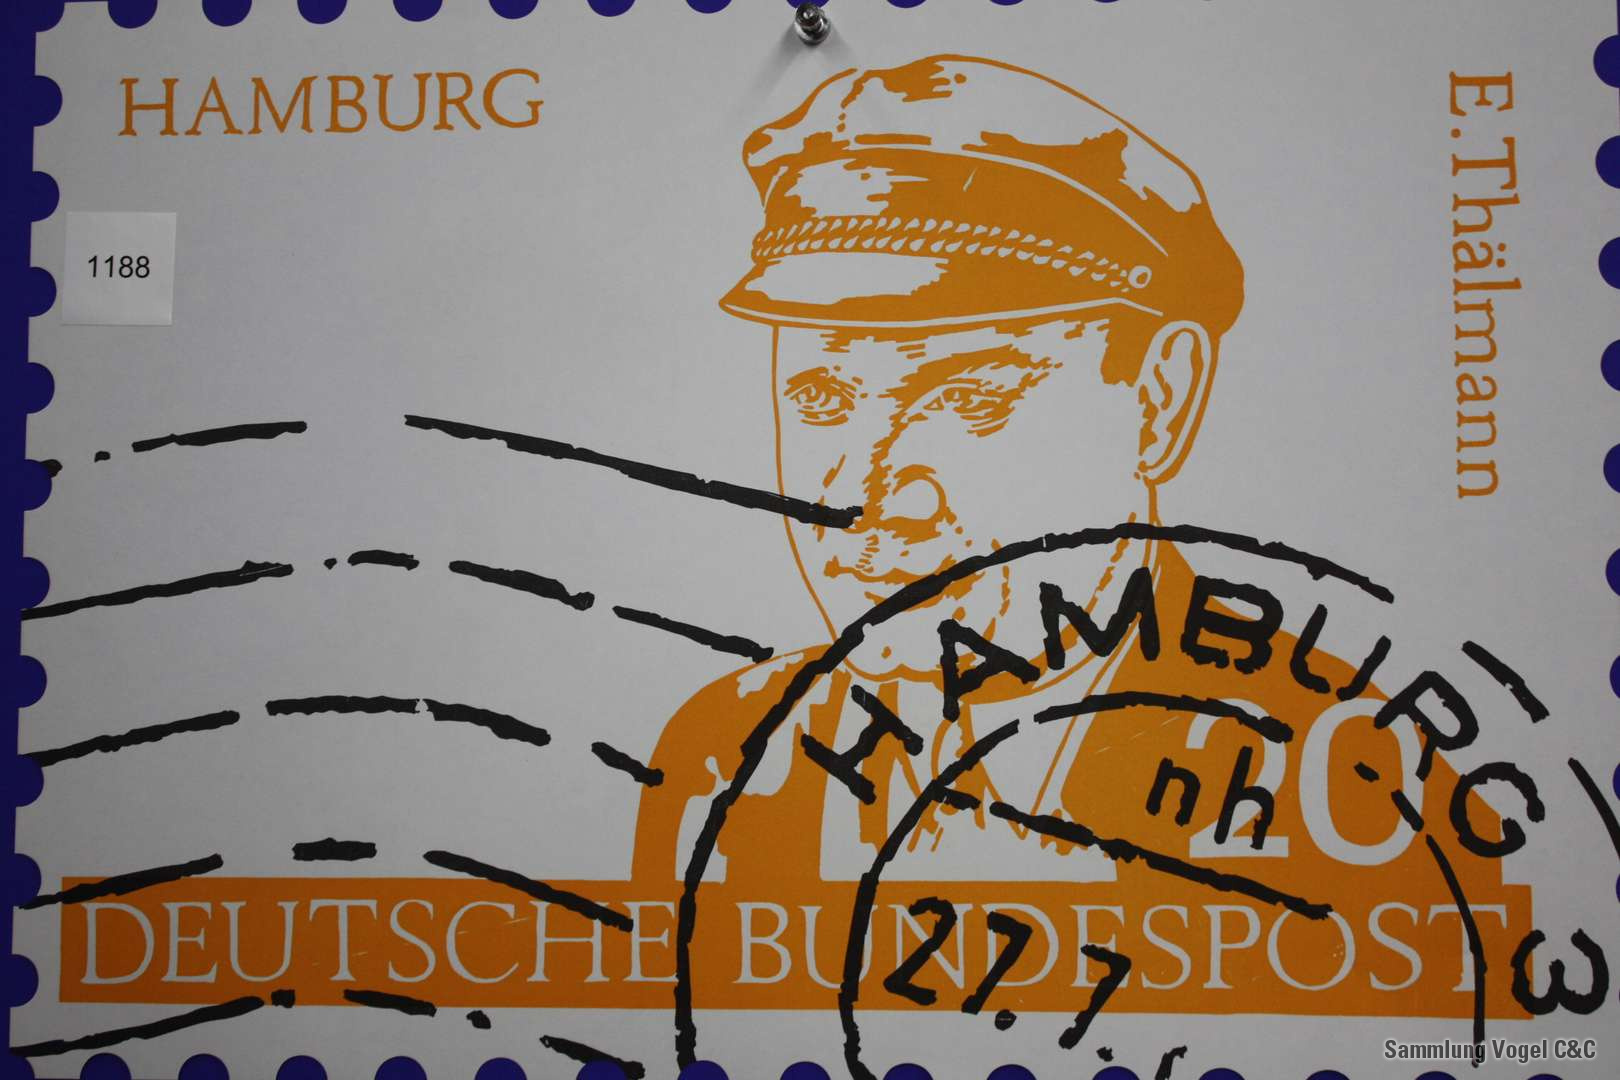 HAMBURG
E.Thälmann
1188
HAMBURG 3
nh
20
27.7.
DEUTSCHE BUNDESPOST
Sammlung Vogel C&C